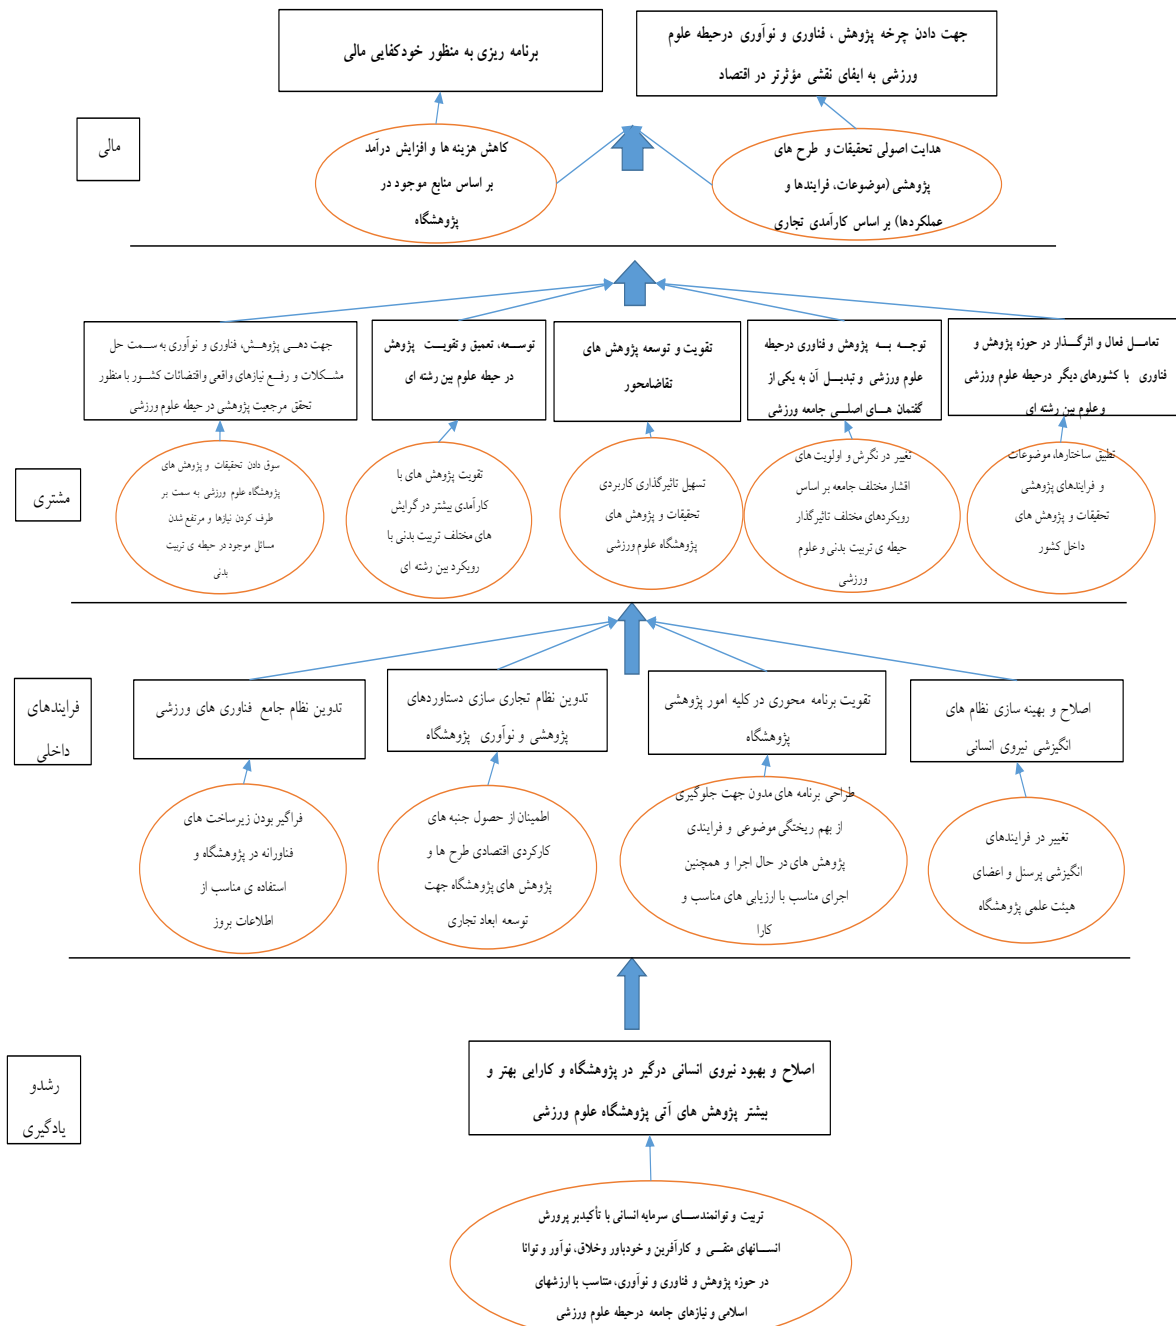 جهت دادن چرخه پژوهش ، فناوری و نوآوری درحیطه علوم
ورزشی به ایفای نقشی مؤثرتر در اقتصاد
برنامه ریزی به منظور خودکفایی مالی
مالی
هدایت اصولی تحقیقات و طرح های
پژوهشی (موضوعات، فرایندها و
عملکردها) بر اساس کارآمدی تجاری
کاهش هزینه ها و افزایش درآمد
بر اساس منابع موجود در
پژوهشگاه
تعامل فعال و اثرگذار در حوزه پژوهش و
فناوری با کشورهای دیگر درحیطه علوم ورزشی
و علوم بین رشته ای
توجه به پژوهش و فناوری درحیطه
علوم ورزشی و تبدیل آن به یکی از
گفتمان های اصلی جامعه ورزشی
تقویت و توسعه پژوهش های
تقاضامحور
توسعه، تعمیق و تقویت پژوهش
در حیطه علوم بین رشته ای
جهت دهی پژوهش، فناوری و نوآوری به سمت حل
مشکلات و رفع نیازهای واقعی واقتضائات کشور با منظور
تحقق مرجعیت پژوهشی در حیطه علوم ورزشی
مشتری
تطبیق ساختارها، موضوعات
و فرایندهای پژوهشی
تحقیقات و پژوهش های
داخل کشور
تغییر در نگرش و اولویت های
اقشار مختلف جامعه بر اساس
رویکردهای مختلف تاثیرگذار
حیطه ی تربیت بدنی و علوم
ورزشی
تسهیل تاثیرگذاری کاربردی
تحقیقات و پژوهش های
پژوهشگاه علوم ورزشی
تقویت پژوهش های با
کارآمدی بیشتر در گرایش
های مختلف تربیت بدنی با
رویکرد بین رشته ای
سوق دادن تحقیقات و پژوهش های
پژوهشگاه علوم ورزشی به سمت بر
طرف کردن نیازها و مرتفع شدن
مسائل موجود در حیطه ی تربیت
بدنی
اصلاح و بهینه سازی نظام های
انگیزشی نیروی انسانی
تقویت برنامه محوری در کلیه امور پژوهشی
پژوهشگاه
تدوین نظام تجاری سازی دستاوردهای
پژوهشی و نوآوری پژوهشگاه
تدوین نظام جامع فناوری های ورزشی
فرایندهای
داخلی
تغییر در فرایندهای
انگیزشی پرسنل و اعضای
هیئت علمی پژوهشگاه
طراحی برنامه های مدون جهت جلوگیری
از بهم ریختگی موضوعی و فرایندی
پژوهش های در حال اجرا و همچنین
اجرای مناسب با ارزیابی های مناسب و
کارا
اطمینان از حصول جنبه های
کارکردی اقتصادی طرح ها و
پژوهش های پژوهشگاه جهت
توسعه ابعاد تجاری
فراگیر بودن زیرساخت های
فناورانه در پژوهشگاه و
استفاده ی مناسب از
اطلاعات بروز
اصلاح و بهبود نیروی انسانی درگیر در پژوهشگاه و کارایی بهتر و
بیشتر پژوهش های آتی پژوهشگاه علوم ورزشی
رشدو
یادگیری
تربیت و توانمندسای سرمایه انسانی با تأکیدبر پرورش
انسانهای متقی و کارآفرین و خودباور وخلاق، نوآور و توانا
در حوزه پژوهش و فناوری و نوآوری، متناسب با ارزشهای
اسلامی و نیازهای جامعه درحیطه علوم ورزشی